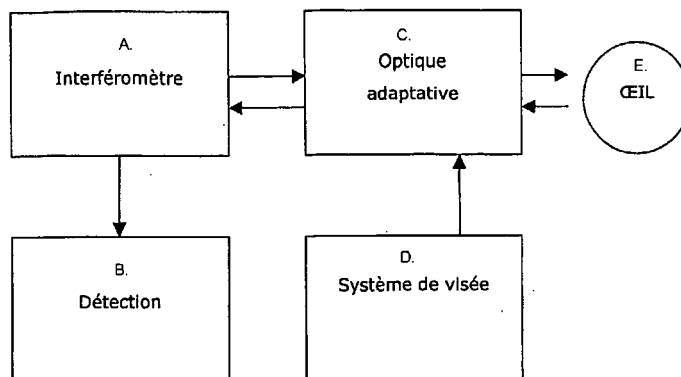 A.
Interféromètre
C.
Optique
adaptative
E.
ŒIL
B.
Détection
D.
Système de visée